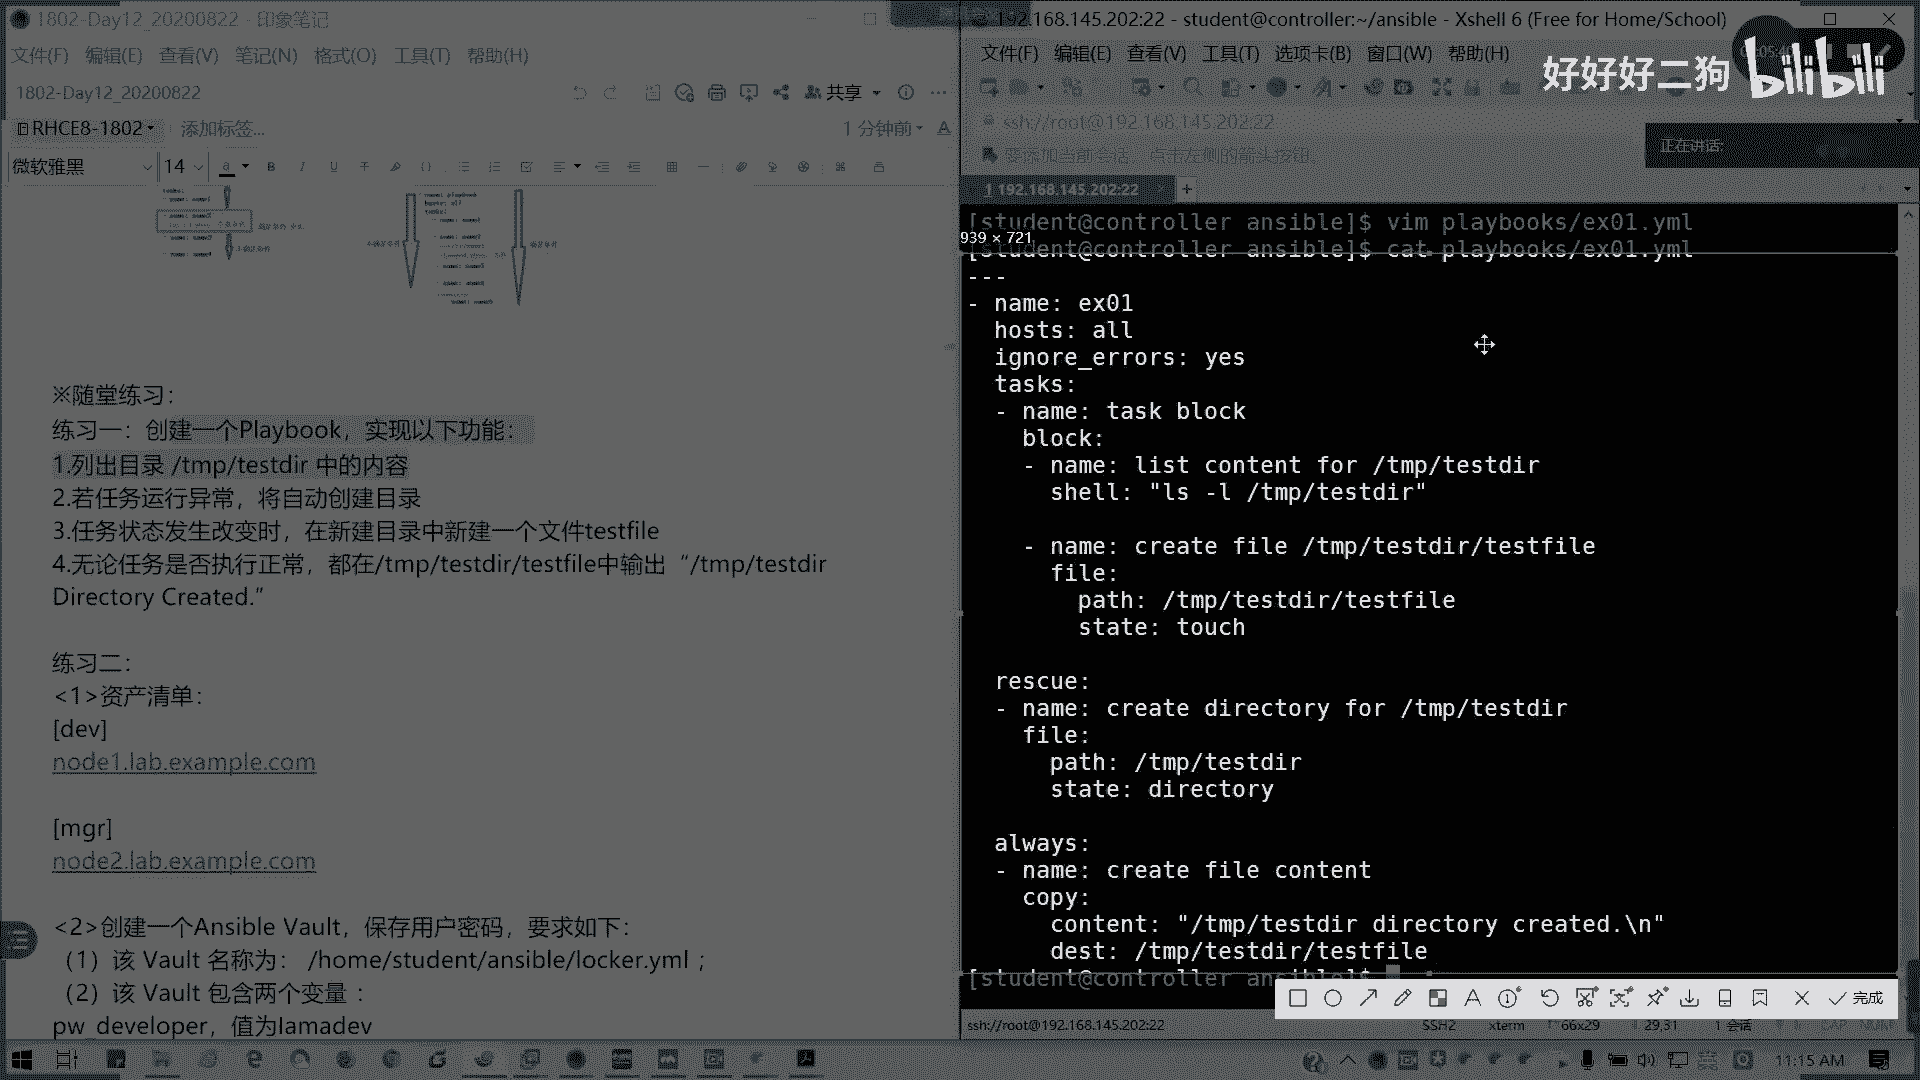 1802-Day12_20200822 - 印象笔记
文件(F) 编辑(E) 查看(V) 笔记(N) 格式(O) 工具(T) 帮助(H)
1802-Day12_20200822
共享
RHCE8-1802
添加标签...
1 分钟前
微软雅黑
14
※随堂练习：
练习一：创建一个Playbook，实现以下功能：
1.列出目录 /tmp/testdir 中的内容
2.若任务运行异常，将自动创建目录
3.任务状态发生改变时，在新建目录中新建一个文件testfile
4.无论任务是否执行正常，都在/tmp/testdir/testfile中输出“/tmp/testdir
Directory Created.”
练习二：
<1>资产清单：
[dev]
node1.lab.example.com
[mgr]
node2.lab.example.com
<2>创建一个Ansible Vault，保存用户密码，要求如下：
（1）该 Vault 名称为： /home/student/ansible/locker.yml ；
（2）该 Vault 包含两个变量 ：
pw_developer，值为Iamadev
192.168.145.202:22 - student@controller:~/ansible - Xshell 6 (Free for Home/School)
文件(F) 编辑(E) 查看(V) 工具(T) 选项卡(B) 窗口(W) 帮助(H)
好好好二狗 bilibili
ssh://root@192.168.145.202:22
要添加当前会话，点击左侧的箭头按钮。
正在讲话:
1 192.168.145.202:22
[student@controller ansible]$ vim playbooks/ex01.yml
939 × 721
[student@controller ansible]$ cat playbooks/ex01.yml
---
- name: ex01
  hosts: all
  ignore_errors: yes
  tasks:
  - name: task block
    block:
    - name: list content for /tmp/testdir
      shell: "ls -l /tmp/testdir"
    - name: create file /tmp/testdir/testfile
      file:
        path: /tmp/testdir/testfile
        state: touch
  rescue:
  - name: create directory for /tmp/testdir
    file:
      path: /tmp/testdir
      state: directory
  always:
  - name: create file content
    copy:
      content: "/tmp/testdir directory created.\n"
      dest: /tmp/testdir/testfile
[student@controller ansible]$
完成
ssh://root@192.168.145.202:22
SSH2
xterm
66x29
29,31
1 会话
CAP NUM
11:15 AM